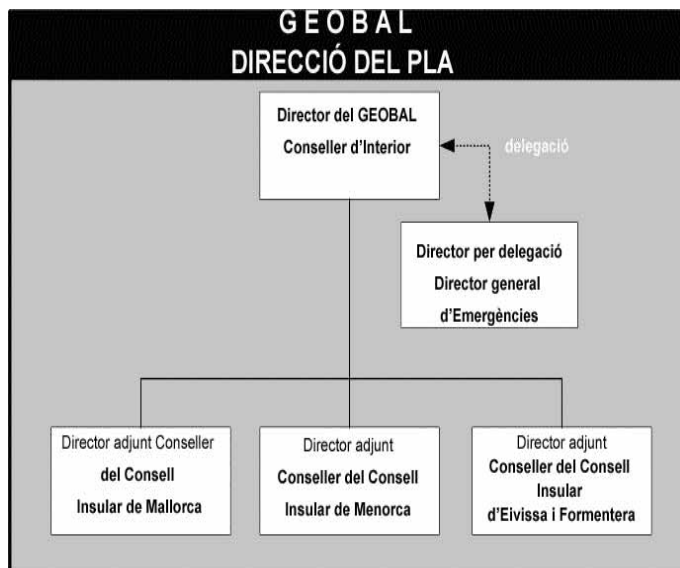 G E O B A L
DIRECCIÓ DEL PLA
Director del GEOBAL
Conseller d'Interior
delegació
Director per delegació
Director general
d'Emergències
Director adjunt Conseller
del Consell
Insular de Mallorca
Director adjunt
Conseller del Consell
Insular de Menorca
Director adjunt
Conseller del Consell
Insular
d'Eivissa i Formentera